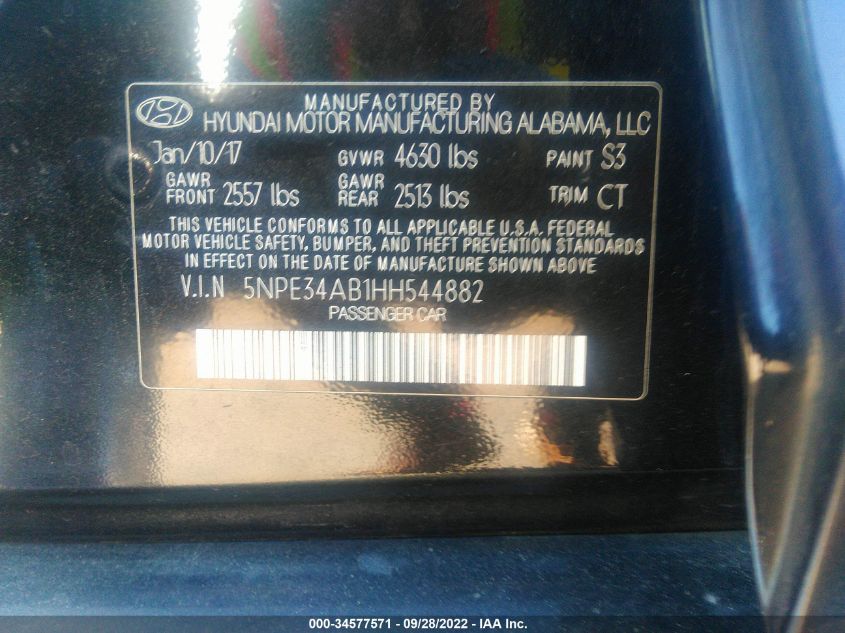 MANUFACTURED BY
HYUNDAI MOTOR MANUFACTURING ALABAMA, LLC
Jan/10/17 GVWR 4630 lbs PAINT S3
GAWR FRONT 2557 lbs GAWR REAR 2513 lbs TRIM CT
THIS VEHICLE CONFORMS TO ALL APPLICABLE U.S.A. FEDERAL
MOTOR VEHICLE SAFETY, BUMPER, AND THEFT PREVENTION STANDARDS
IN EFFECT ON THE DATE OF MANUFACTURE SHOWN ABOVE
V.I.N 5NPE34AB1HH544882
PASSENGER CAR
000-34577571 - 09/28/2022 - IAA Inc.